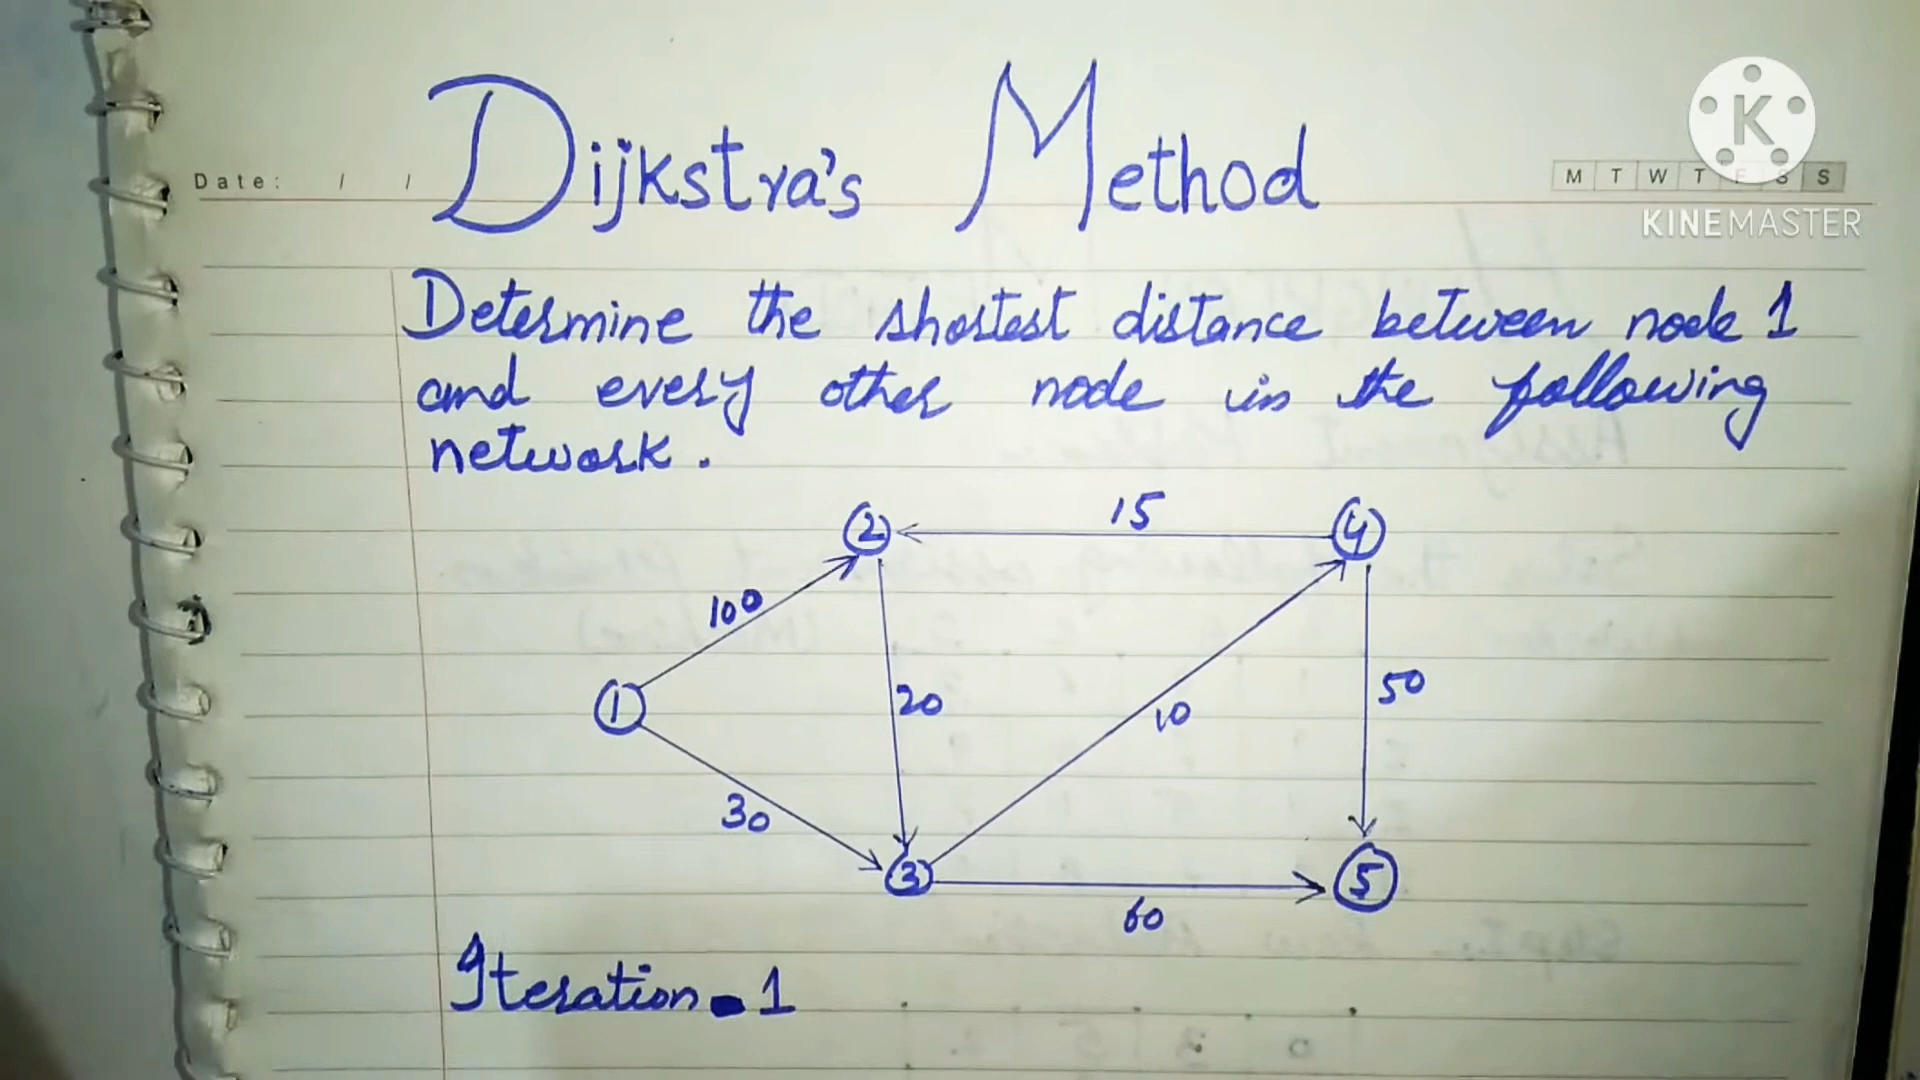 Dijkstra's Method
Date: / /
M T W T F S S
K
KINEMASTER
Determine the shortest distance between node 1
and every other node in the following
network.
2
15
4
100
1
20
10
50
30
3
60
5
Iteration-1